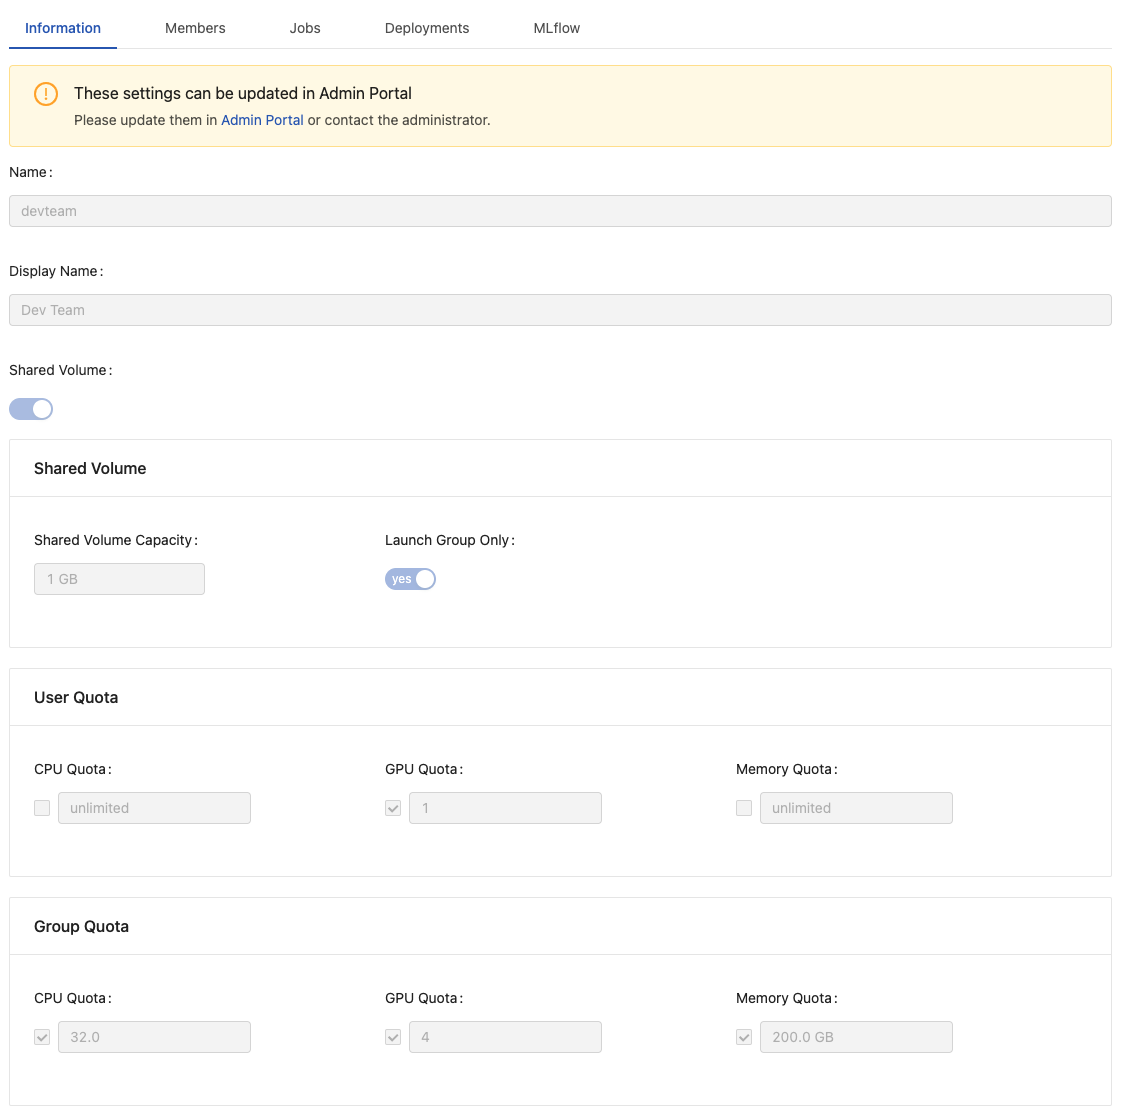 Information Members Jobs Deployments MLflow
These settings can be updated in Admin Portal
Please update them in Admin Portal or contact the administrator.
Name:
devteam
Display Name:
Dev Team
Shared Volume:
Shared Volume
Shared Volume Capacity: Launch Group Only:
1 GB yes
User Quota
CPU Quota: GPU Quota: Memory Quota:
unlimited 1 unlimited
Group Quota
CPU Quota: GPU Quota: Memory Quota:
32.0 4 200.0 GB